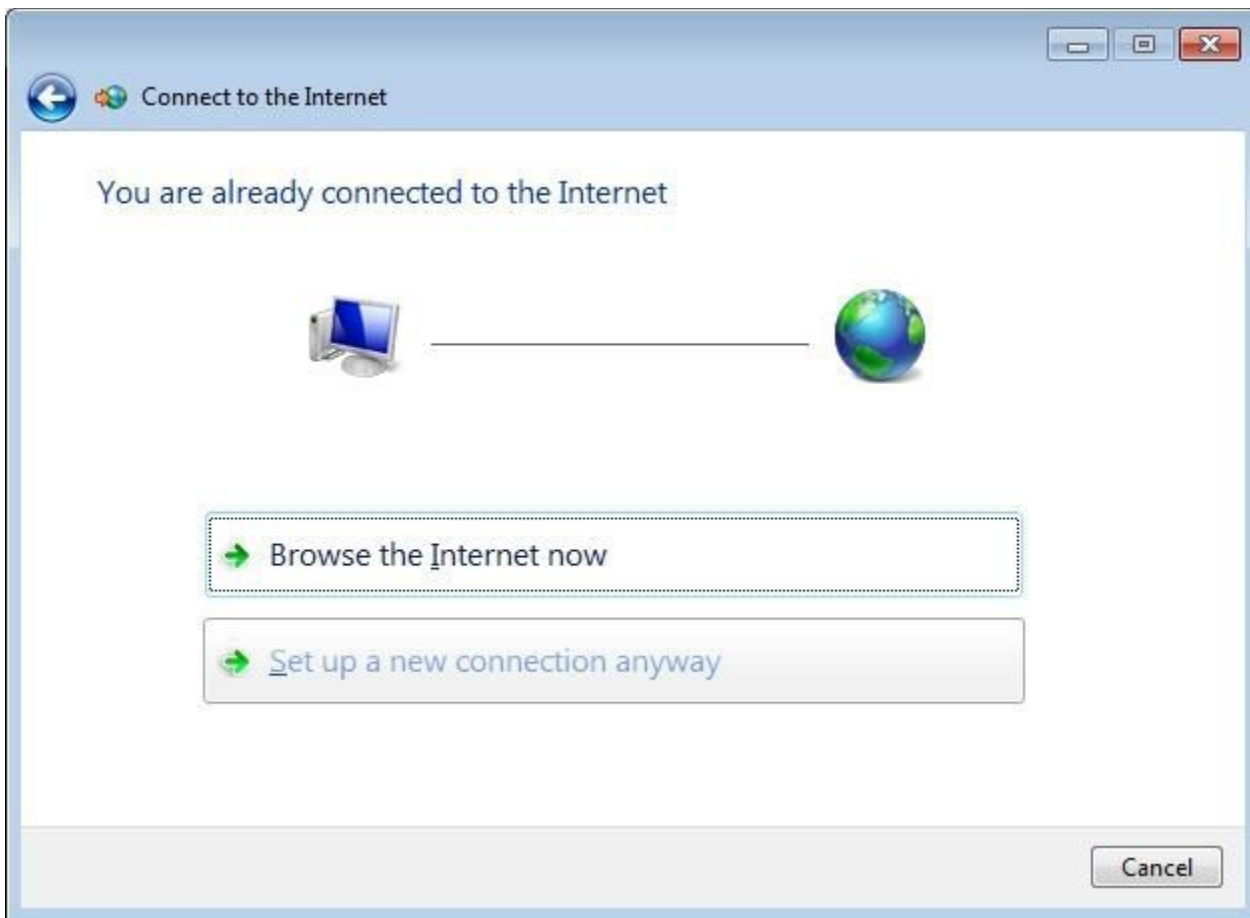 Connect to the Internet
You are already connected to the Internet
Browse the Internet now
Set up a new connection anyway
Cancel